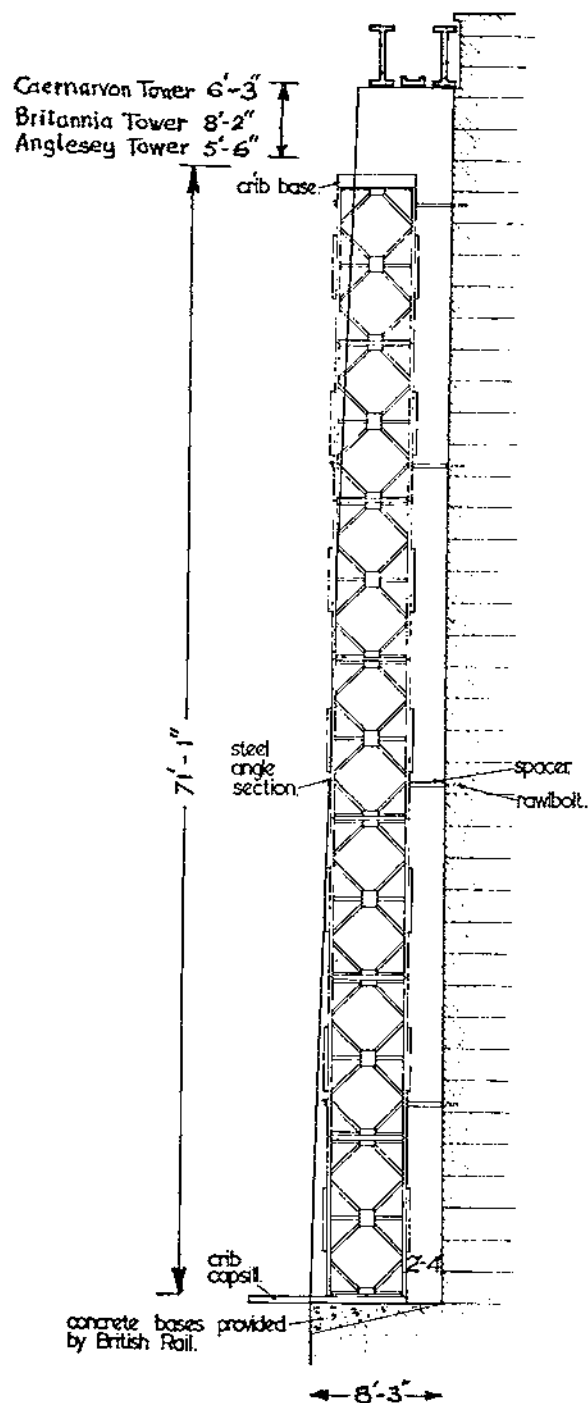 Caernarvon Tower 6'-3"
Britannia Tower 8'-2"
Anglesey Tower 5'-6"
crib base.
71'-1"
steel
angle
section.
spacer.
rawlbolt.
2-4
crib
capsill.
concrete bases provided
by British Rail.
8'-3"